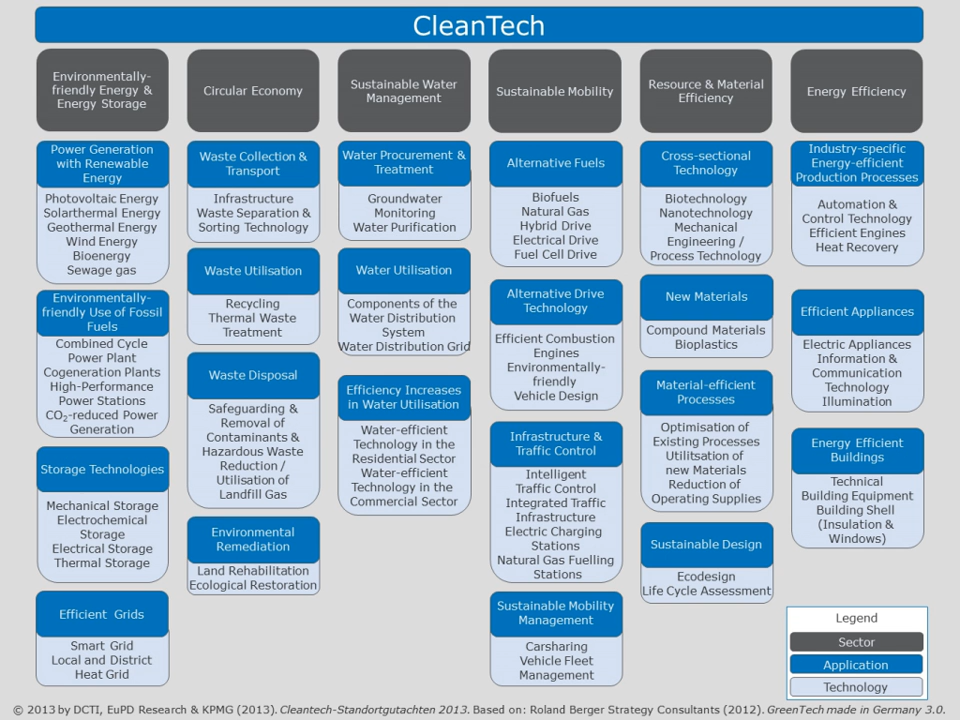 CleanTech
Environmentally-
friendly Energy &
Energy Storage
Circular Economy
Sustainable Water
Management
Sustainable Mobility
Resource & Material
Efficiency
Energy Efficiency
Power Generation
with Renewable
Energy
Photovoltaic Energy
Solarthermal Energy
Geothermal Energy
Wind Energy
Bioenergy
Sewage gas
Environmentally-
friendly Use of Fossil
Fuels
Combined Cycle
Power Plant
Cogeneration Plants
High-Performance
Power Stations
CO2-reduced Power
Generation
Storage Technologies
Mechanical Storage
Electrochemical
Storage
Electrical Storage
Thermal Storage
Efficient Grids
Smart Grid
Local and District
Heat Grid
Waste Collection &
Transport
Infrastructure
Waste Separation &
Sorting Technology
Waste Utilisation
Recycling
Thermal Waste
Treatment
Waste Disposal
Safeguarding &
Removal of
Contaminants &
Hazardous Waste
Reduction /
Utilisation of
Landfill Gas
Environmental
Remediation
Land Rehabilitation
Ecological Restoration
Water Procurement &
Treatment
Groundwater
Monitoring
Water Purification
Water Utilisation
Components of the
Water Distribution
System
Water Distribution Grid
Efficiency Increases
in Water Utilisation
Water-efficient
Technology in the
Residential Sector
Water-efficient
Technology in the
Commercial Sector
Alternative Fuels
Biofuels
Natural Gas
Hybrid Drive
Electrical Drive
Fuel Cell Drive
Alternative Drive
Technology
Efficient Combustion
Engines
Environmentally-
friendly
Vehicle Design
Infrastructure &
Traffic Control
Intelligent
Traffic Control
Integrated Traffic
Infrastructure
Electric Charging
Stations
Natural Gas Fuelling
Stations
Sustainable Mobility
Management
Carsharing
Vehicle Fleet
Management
Cross-sectional
Technology
Biotechnology
Nanotechnology
Mechanical
Engineering /
Process Technology
New Materials
Compound Materials
Bioplastics
Material-efficient
Processes
Optimisation of
Existing Processes
Utilitsation of
new Materials
Reduction of
Operating Supplies
Sustainable Design
Ecodesign
Life Cycle Assessment
Industry-specific
Energy-efficient
Production Processes
Automation &
Control Technology
Efficient Engines
Heat Recovery
Efficient Appliances
Electric Appliances
Information &
Communication
Technology
Illumination
Energy Efficient
Buildings
Technical
Building Equipment
Building Shell
(Insulation &
Windows)
Legend
Sector
Application
Technology
© 2013 by DCTI, EuPD Research & KPMG (2013). Cleantech-Standortgutachten 2013. Based on: Roland Berger Strategy Consultants (2012). GreenTech made in Germany 3.0.